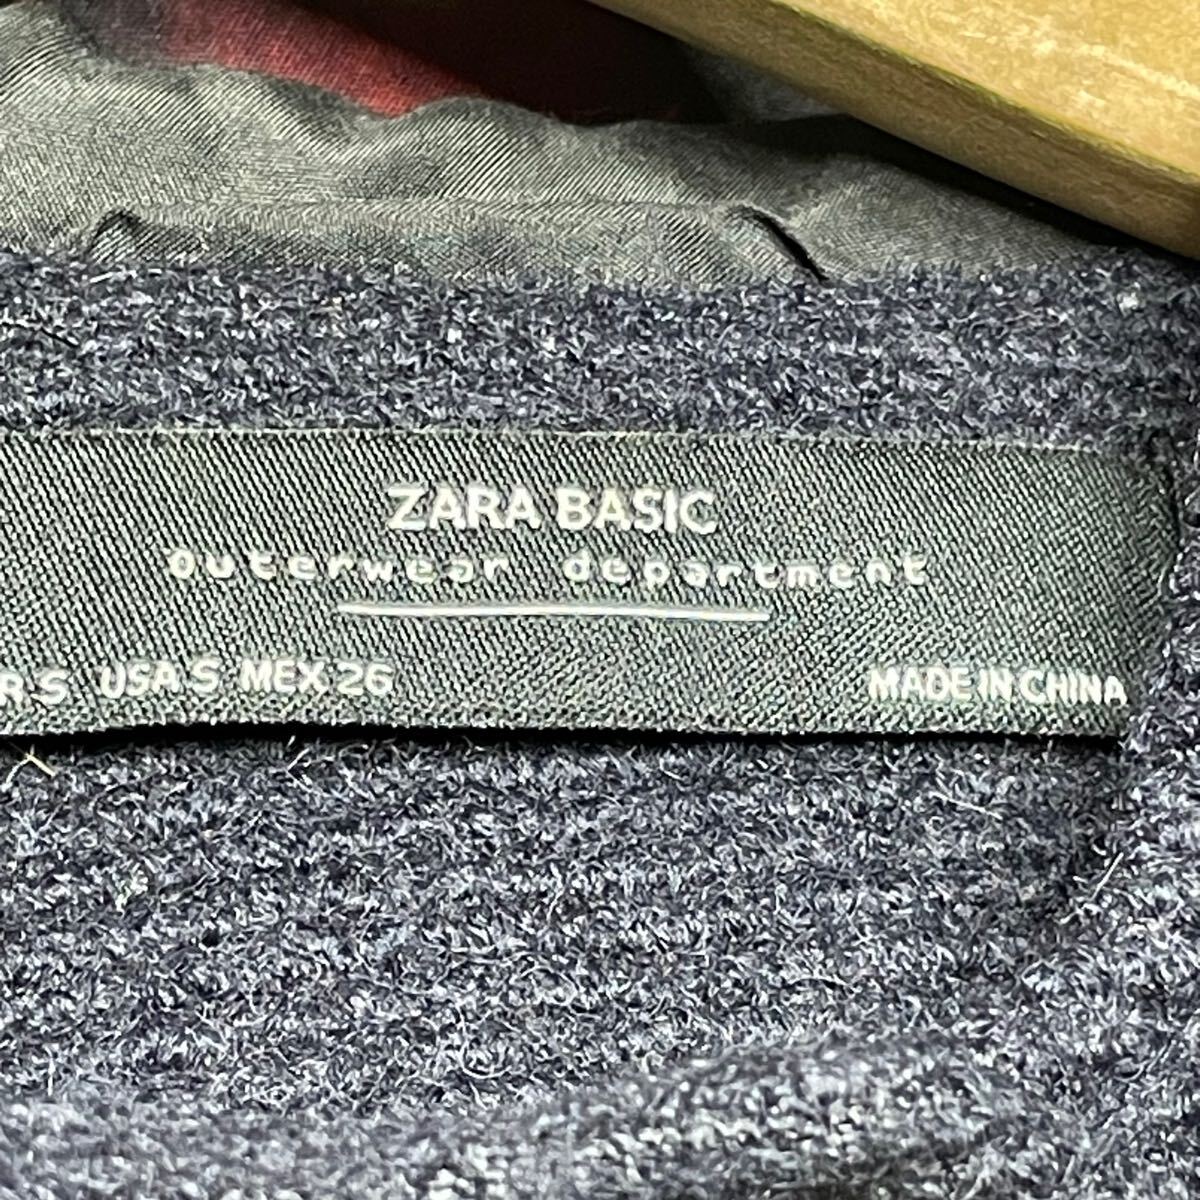 ZARA BASIC
outerwear department
R S USA S MEX 26
MADE IN CHINA